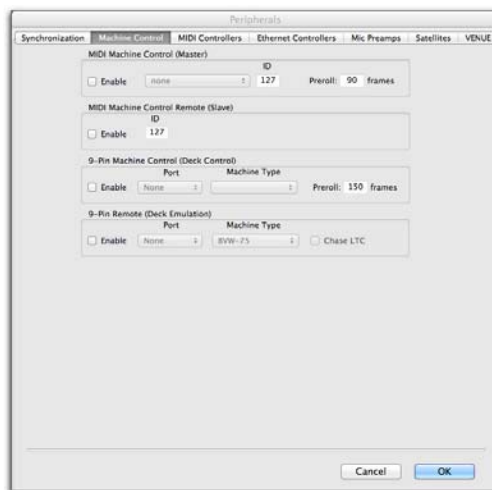 Peripherals
Synchronization Machine Control MIDI Controllers Ethernet Controllers Mic Preamps Satellites VENUE
MIDI Machine Control (Master)
ID
Enable none 127 Preroll: 90 frames
MIDI Machine Control Remote (Slave)
ID
Enable 127
9-Pin Machine Control (Deck Control)
Port Machine Type
Enable None Preroll: 150 frames
9-Pin Remote (Deck Emulation)
Port Machine Type
Enable None BVW-75 Chase LTC
Cancel OK